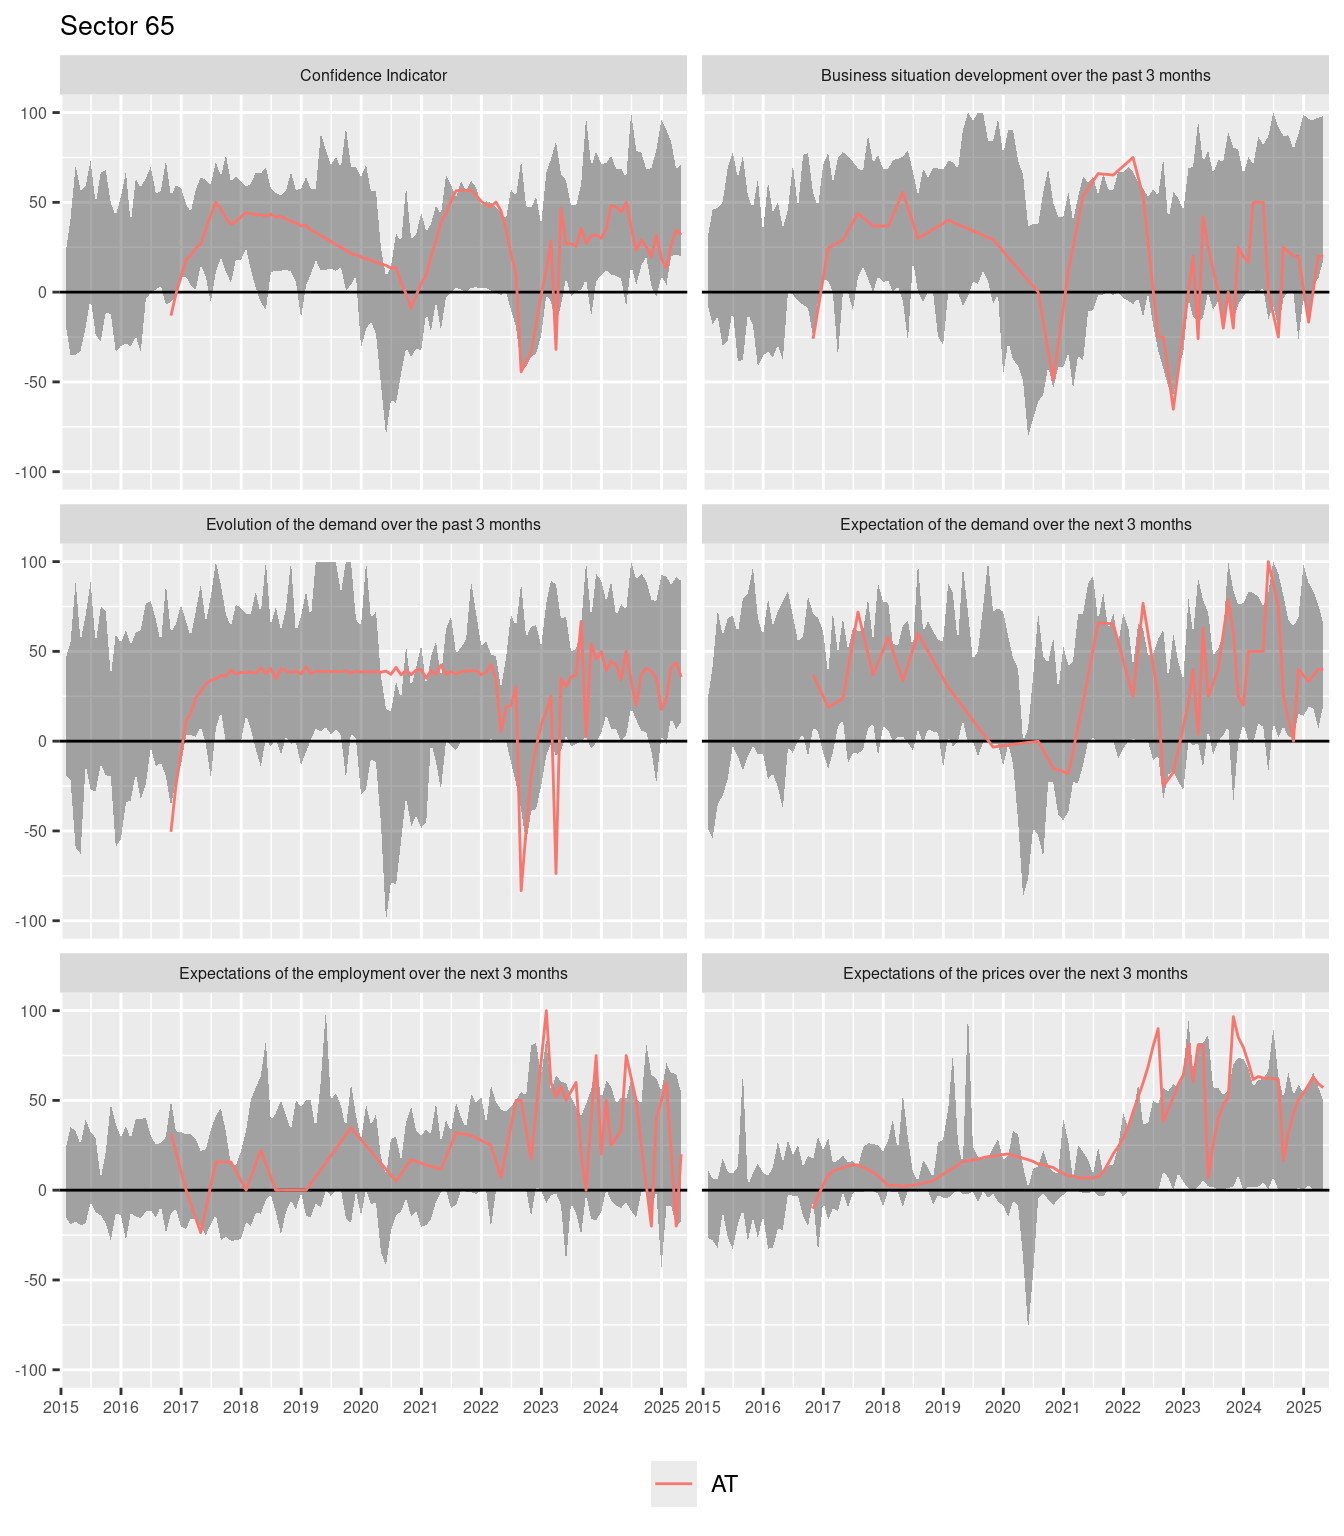 Sector 65
Confidence Indicator
Business situation development over the past 3 months
100
50
0
-50
-100
Evolution of the demand over the past 3 months
Expectation of the demand over the next 3 months
100
50
0
-50
-100
Expectations of the employment over the next 3 months
Expectations of the prices over the next 3 months
100
50
0
-50
-100
2015 2016 2017 2018 2019 2020 2021 2022 2023 2024 2025
2015 2016 2017 2018 2019 2020 2021 2022 2023 2024 2025
AT